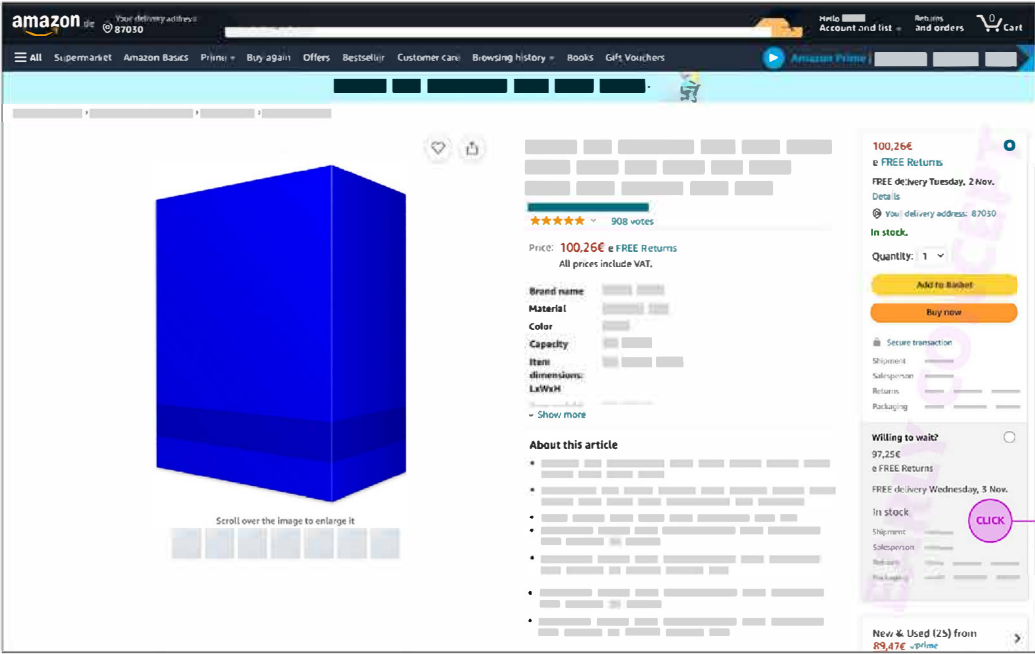 amazon.de
Your delivery address
87030
Hello
Account and list
Returns
and orders
0
Cart
All
Supermarket
Amazon Basics
Prime
Buy again
Offers
Bestseller
Customer care
Browsing history
Books
Gift Vouchers
Amazon Prime
908 votes
Price: 100,26€ e FREE Returns
All prices include VAT.
Brand name
Material
Color
Capacity
Item
dimensions:
LxWxH
Show more
About this article
Scroll over the image to enlarge it
100,26€
e FREE Returns
FREE delivery Tuesday, 2 Nov.
Details
Your delivery address: 87030
In stock.
Quantity: 1
Add to Basket
Buy now
Secure transaction
Shipment
Salesperson
Returns
Packaging
Willing to wait?
97,25€
e FREE Returns
FREE delivery Wednesday, 3 Nov.
In stock
CLICK
Shipment
Salesperson
Returns
Packaging
New & Used (25) from
89,47€ prime
EARLY CONCEPT